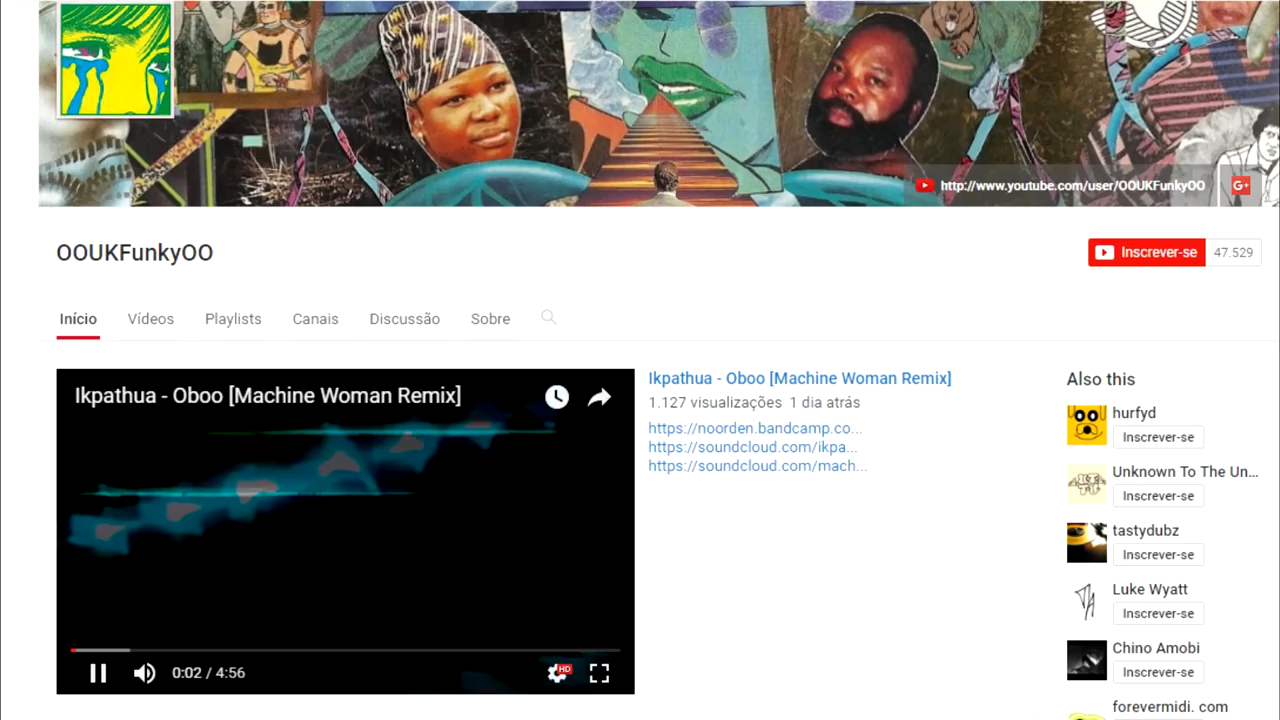 http://www.youtube.com/user/OOUKFunkyOO
G+
OOUKFunkyOO
Inscrever-se 47.529
Início Vídeos Playlists Canais Discussão Sobre
Ikpathua - Oboo [Machine Woman Remix]
0:02 / 4:56
HD
Ikpathua - Oboo [Machine Woman Remix]
1.127 visualizações 1 dia atrás
https://noorden.bandcamp.co...
https://soundcloud.com/ikpa...
https://soundcloud.com/mach...
Also this
hurfyd
Inscrever-se
Unknown To The Un...
Inscrever-se
tastydubz
Inscrever-se
Luke Wyatt
Inscrever-se
Chino Amobi
Inscrever-se
forevermidi. com